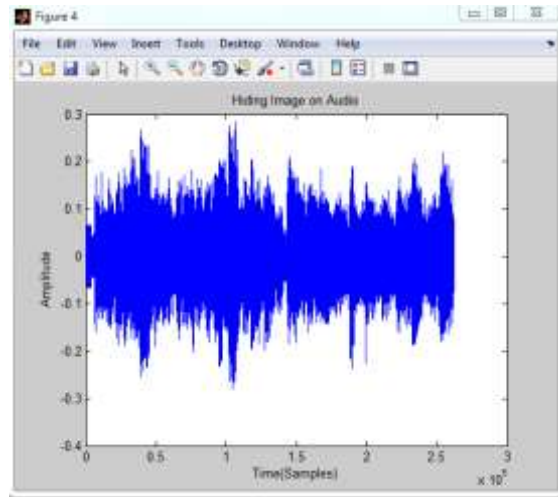 Figure 4
File Edit View Insert Tools Desktop Window Help
Hiding Image on Audio
0.3
0.2
0.1
0
-0.1
-0.2
-0.3
-0.4
Amplitude
0 0.5 1 1.5 2 2.5 3
Time(Samples)
x 10^5